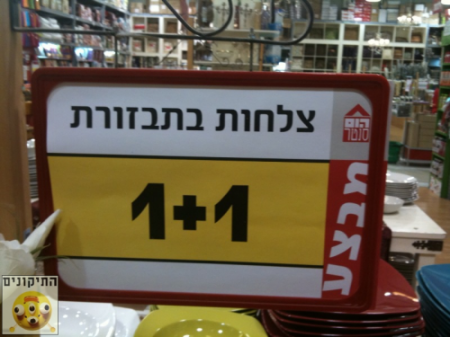 צלחות בתבזורת
הום
סנטר
1+1
מבצע
התיקונים